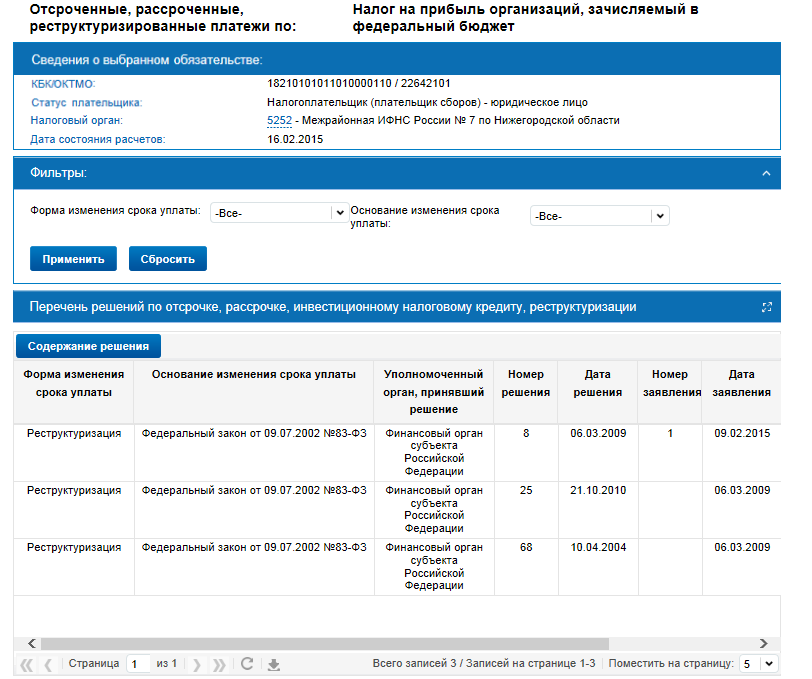 Отсроченные, рассроченные, реструктуризированные платежи по:
Налог на прибыль организаций, зачисляемый в федеральный бюджет
Сведения о выбранном обязательстве:
КБК/ОКТМО: 18210101011010000110 / 22642101
Статус плательщика: Налогоплательщик (плательщик сборов) - юридическое лицо
Налоговый орган: 5252 - Межрайонная ИФНС России № 7 по Нижегородской области
Дата состояния расчетов: 16.02.2015
Фильтры:
Форма изменения срока уплаты: -Все- Основание изменения срока уплаты: -Все-
Применить Сбросить
Перечень решений по отсрочке, рассрочке, инвестиционному налоговому кредиту, реструктуризации
Содержание решения
Форма изменения срока уплаты Основание изменения срока уплаты Уполномоченный орган, принявший решение Номер решения Дата решения Номер заявления Дата заявления
Реструктуризация Федеральный закон от 09.07.2002 №83-ФЗ Финансовый орган субъекта Российской Федерации 8 06.03.2009 1 09.02.2015
Реструктуризация Федеральный закон от 09.07.2002 №83-ФЗ Финансовый орган субъекта Российской Федерации 25 21.10.2010 06.03.2009
Реструктуризация Федеральный закон от 09.07.2002 №83-ФЗ Финансовый орган субъекта Российской Федерации 68 10.04.2004 06.03.2009
Страница 1 из 1 Всего записей 3 / Записей на странице 1-3 Поместить на страницу: 5